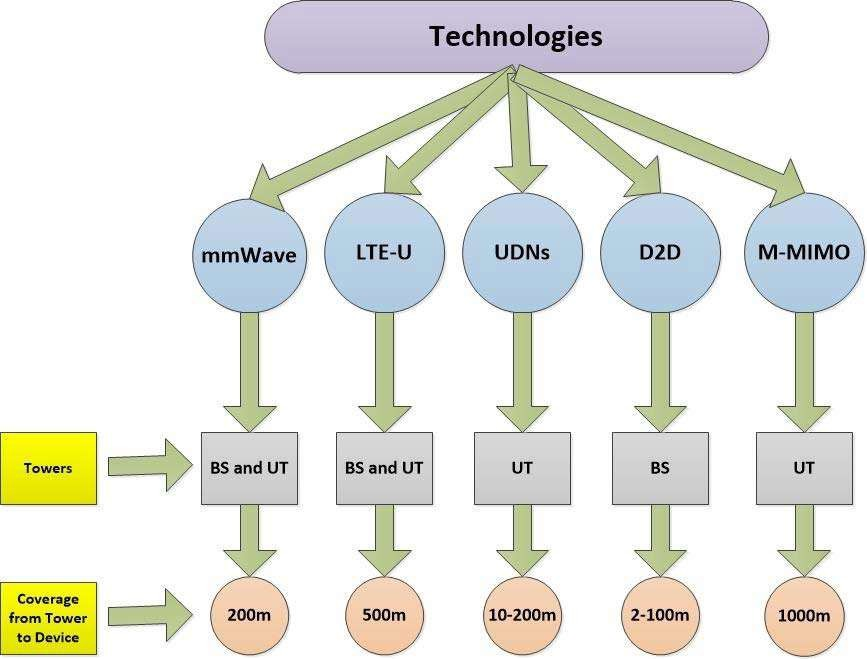 Technologies
mmWave
LTE-U
UDNs
D2D
M-MIMO
Towers
BS and UT
BS and UT
UT
BS
UT
Coverage
from Tower
to Device
200m
500m
10-200m
2-100m
1000m